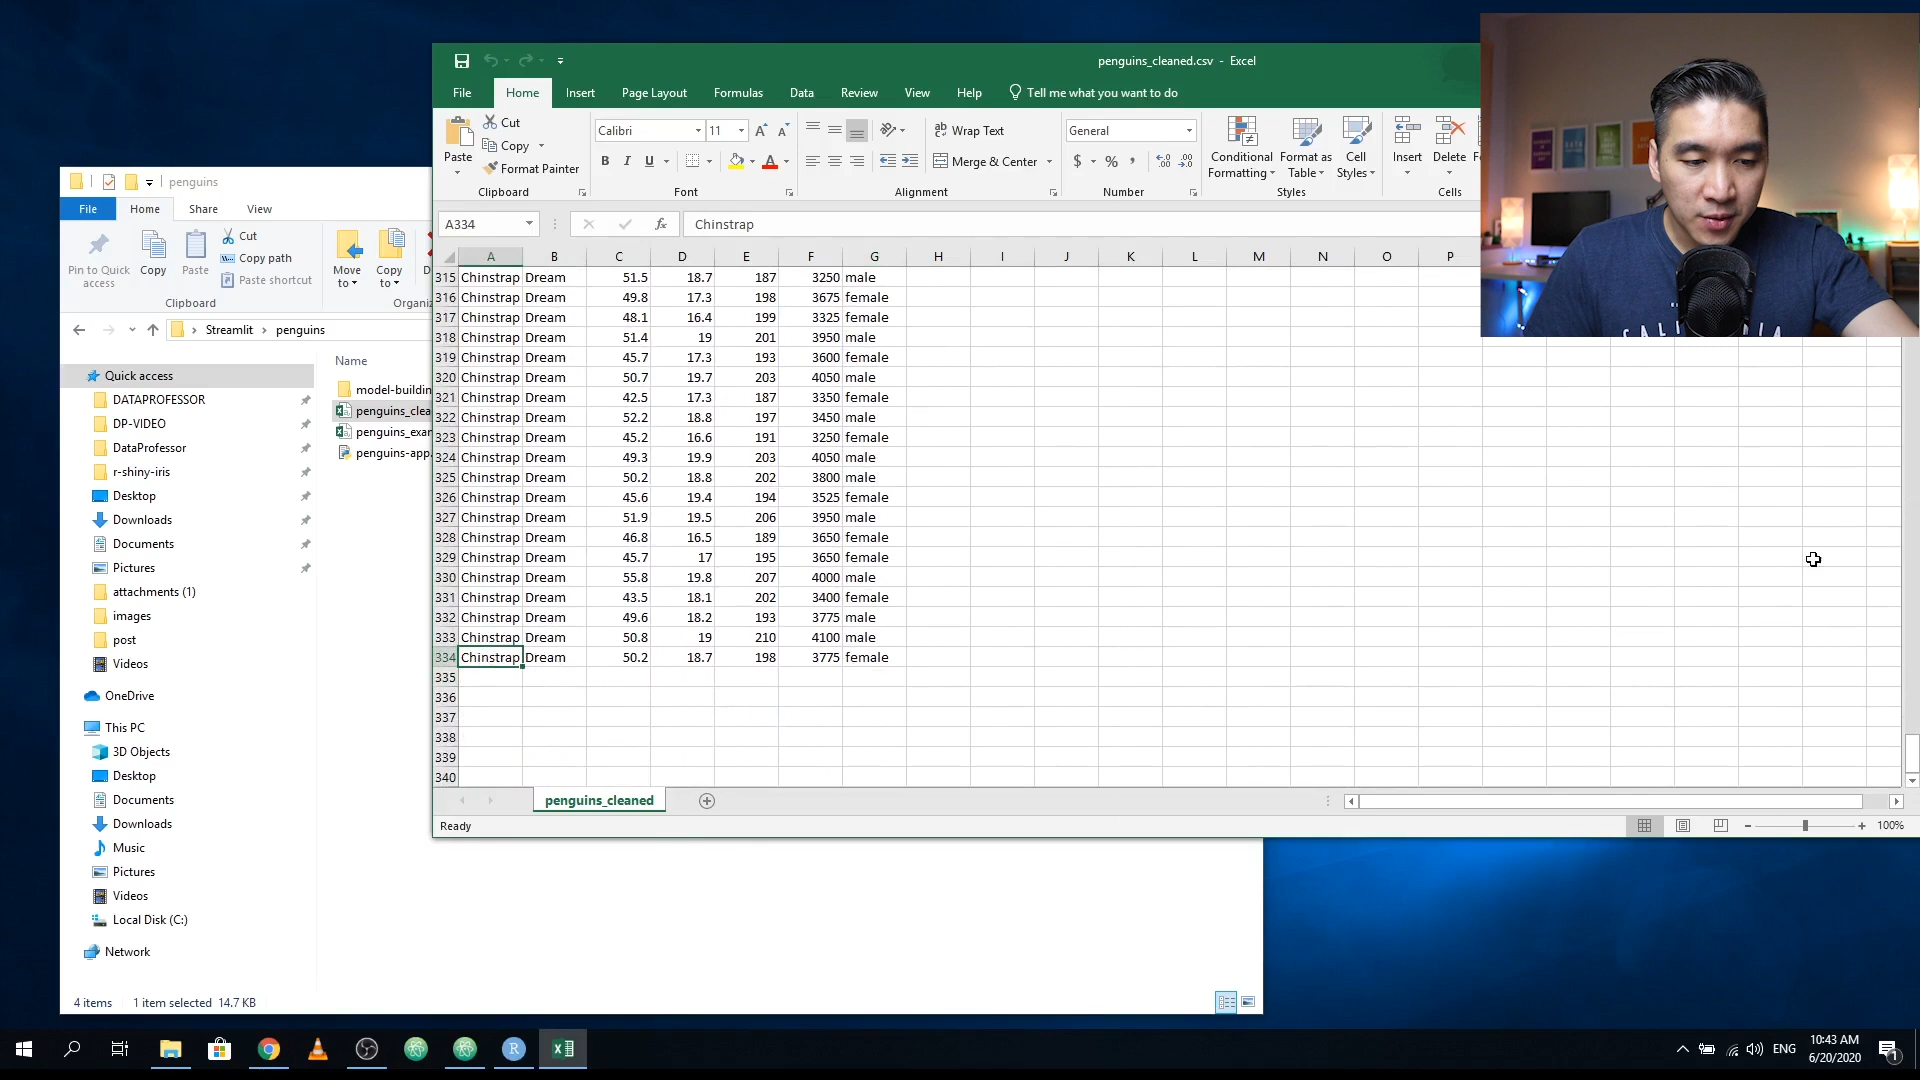 penguins_cleaned.csv - Excel
File Home Insert Page Layout Formulas Data Review View Help Tell me what you want to do
Paste
Cut
Copy
Format Painter
Clipboard
Calibri 11
B I U
Font
Wrap Text
Merge & Center
Alignment
General
$ % ,
Number
Conditional Formatting
Format as Table
Cell Styles
Styles
Insert
Delete
Cells
A334 fx Chinstrap
A B C D E F G H I J K L M N O P
315 Chinstrap Dream 51.5 18.7 187 3250 male
316 Chinstrap Dream 49.8 17.3 198 3675 female
317 Chinstrap Dream 48.1 16.4 199 3325 female
318 Chinstrap Dream 51.4 19 201 3950 male
319 Chinstrap Dream 45.7 17.3 193 3600 female
320 Chinstrap Dream 50.7 19.7 203 4050 male
321 Chinstrap Dream 42.5 17.3 187 3350 female
322 Chinstrap Dream 52.2 18.8 197 3450 male
323 Chinstrap Dream 45.2 16.6 191 3250 female
324 Chinstrap Dream 49.3 19.9 203 4050 male
325 Chinstrap Dream 50.2 18.8 202 3800 male
326 Chinstrap Dream 45.6 19.4 194 3525 female
327 Chinstrap Dream 51.9 19.5 206 3950 male
328 Chinstrap Dream 46.8 16.5 189 3650 female
329 Chinstrap Dream 45.7 17 195 3650 female
330 Chinstrap Dream 55.8 19.8 207 4000 male
331 Chinstrap Dream 43.5 18.1 202 3400 female
332 Chinstrap Dream 49.6 18.2 193 3775 male
333 Chinstrap Dream 50.8 19 210 4100 male
334 Chinstrap Dream 50.2 18.7 198 3775 female
335
336
337
338
339
340
penguins_cleaned
Ready
100%
penguins
File Home Share View
Pin to Quick access
Copy
Paste
Cut
Copy path
Paste shortcut
Clipboard
Move to
Copy to
Organiz
Streamlit > penguins
Name
model-buildin
penguins_clea
penguins_exam
penguins-app.
Quick access
DATAPROFESSOR
DP-VIDEO
DataProfessor
r-shiny-iris
Desktop
Downloads
Documents
Pictures
attachments (1)
images
post
Videos
OneDrive
This PC
3D Objects
Desktop
Documents
Downloads
Music
Pictures
Videos
Local Disk (C:)
Network
4 items 1 item selected 14.7 KB
ENG
10:43 AM
6/20/2020
1